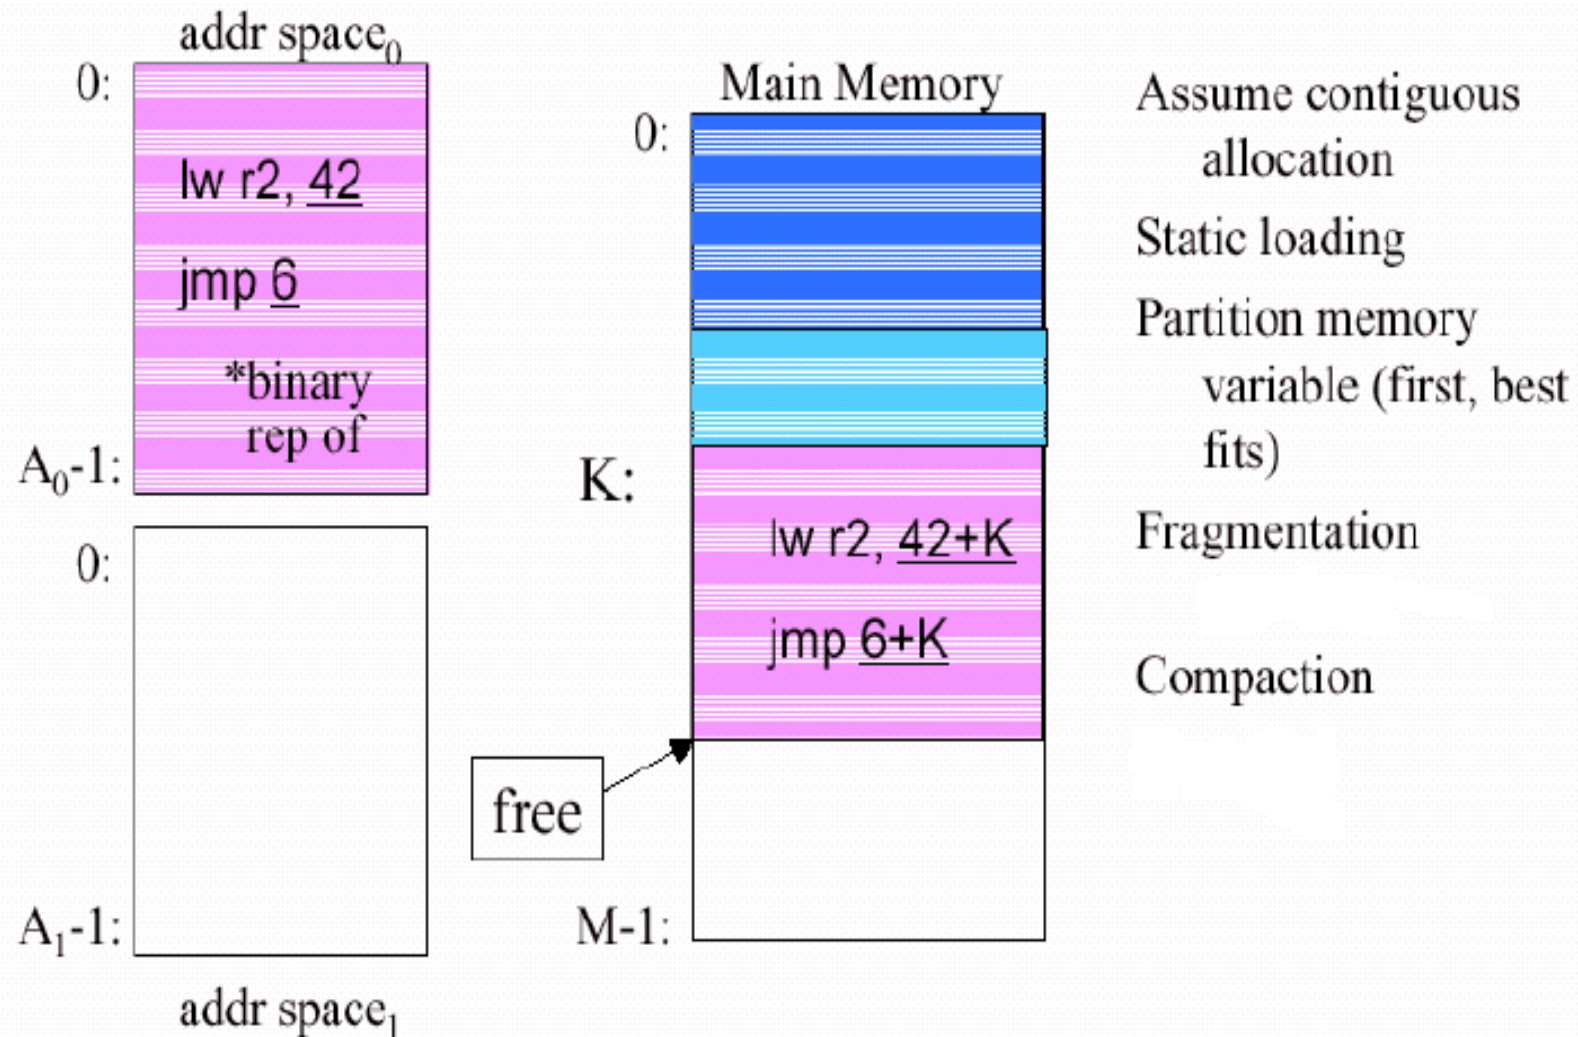 addr space₀
0:
lw r2, 42
jmp 6
*binary
rep of
A₀-1:
0:
A₁-1:
addr space₁
Main Memory
0:
K:
lw r2, 42+K
jmp 6+K
free
M-1:
Assume contiguous
allocation
Static loading
Partition memory
variable (first, best
fits)
Fragmentation
Compaction